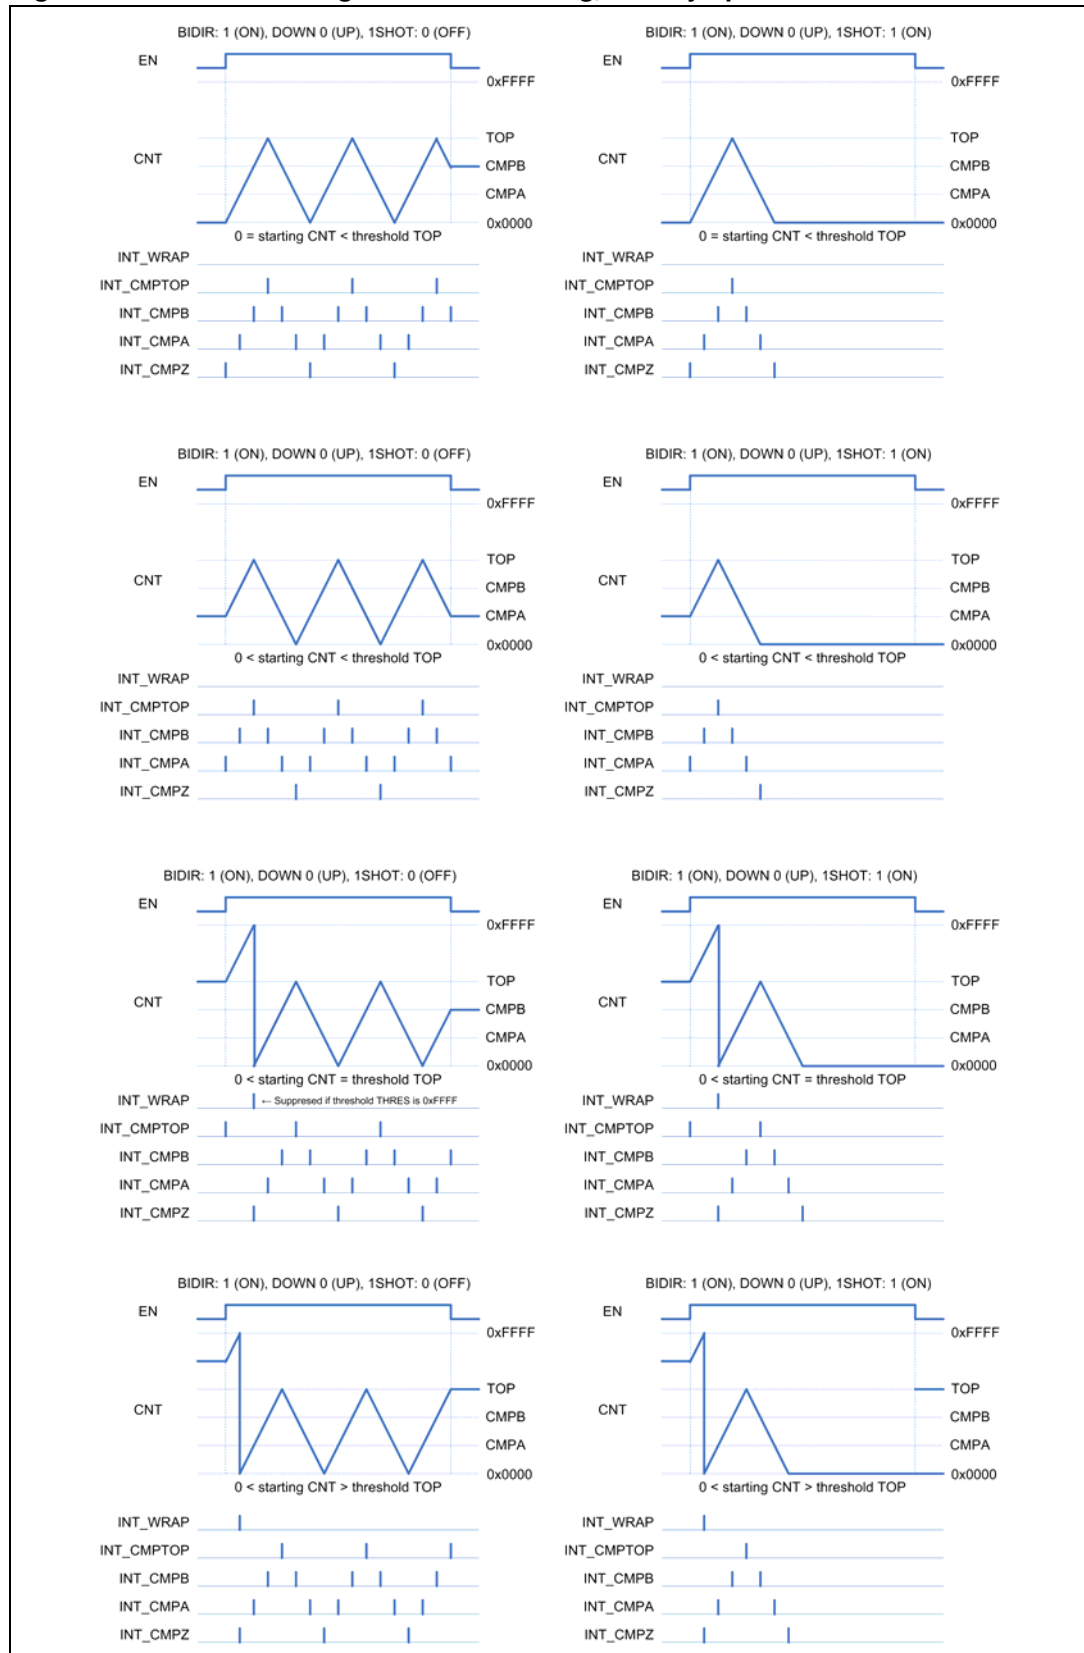 BIDIR: 1 (ON), DOWN 0 (UP), 1SHOT: 0 (OFF)
EN
0xFFFF
TOP
CNT
CMPB
CMPA
0x0000
0 = starting CNT < threshold TOP
INT_WRAP
INT_CMPTOP
INT_CMPB
INT_CMPA
INT_CMPZ
BIDIR: 1 (ON), DOWN 0 (UP), 1SHOT: 1 (ON)
EN
0xFFFF
TOP
CNT
CMPB
CMPA
0x0000
0 = starting CNT < threshold TOP
INT_WRAP
INT_CMPTOP
INT_CMPB
INT_CMPA
INT_CMPZ
BIDIR: 1 (ON), DOWN 0 (UP), 1SHOT: 0 (OFF)
EN
0xFFFF
TOP
CNT
CMPB
CMPA
0x0000
0 < starting CNT < threshold TOP
INT_WRAP
INT_CMPTOP
INT_CMPB
INT_CMPA
INT_CMPZ
BIDIR: 1 (ON), DOWN 0 (UP), 1SHOT: 1 (ON)
EN
0xFFFF
TOP
CNT
CMPB
CMPA
0x0000
0 < starting CNT < threshold TOP
INT_WRAP
INT_CMPTOP
INT_CMPB
INT_CMPA
INT_CMPZ
BIDIR: 1 (ON), DOWN 0 (UP), 1SHOT: 0 (OFF)
EN
0xFFFF
TOP
CNT
CMPB
CMPA
0x0000
0 < starting CNT = threshold TOP
INT_WRAP
← Suppresed if threshold THRES is 0xFFFF
INT_CMPTOP
INT_CMPB
INT_CMPA
INT_CMPZ
BIDIR: 1 (ON), DOWN 0 (UP), 1SHOT: 1 (ON)
EN
0xFFFF
TOP
CNT
CMPB
CMPA
0x0000
0 < starting CNT = threshold TOP
INT_WRAP
INT_CMPTOP
INT_CMPB
INT_CMPA
INT_CMPZ
BIDIR: 1 (ON), DOWN 0 (UP), 1SHOT: 0 (OFF)
EN
0xFFFF
TOP
CNT
CMPB
CMPA
0x0000
0 < starting CNT > threshold TOP
INT_WRAP
INT_CMPTOP
INT_CMPB
INT_CMPA
INT_CMPZ
BIDIR: 1 (ON), DOWN 0 (UP), 1SHOT: 1 (ON)
EN
0xFFFF
TOP
CNT
CMPB
CMPA
0x0000
0 < starting CNT > threshold TOP
INT_WRAP
INT_CMPTOP
INT_CMPB
INT_CMPA
INT_CMPZ